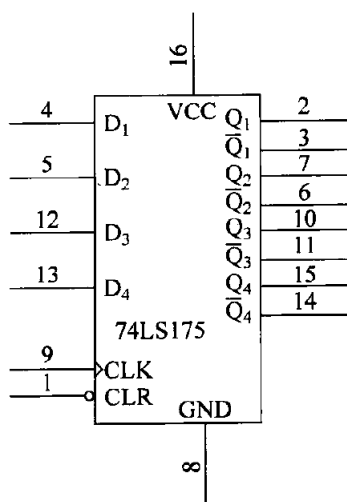 16
VCC
4 D₁ Q₁ 2
Q̅₁ 3
5 D₂ Q₂ 7
Q̅₂ 6
12 D₃ Q₃ 10
Q̅₃ 11
13 D₄ Q₄ 15
Q̅₄ 14
74LS175
9 CLK
1 CLR
GND
8